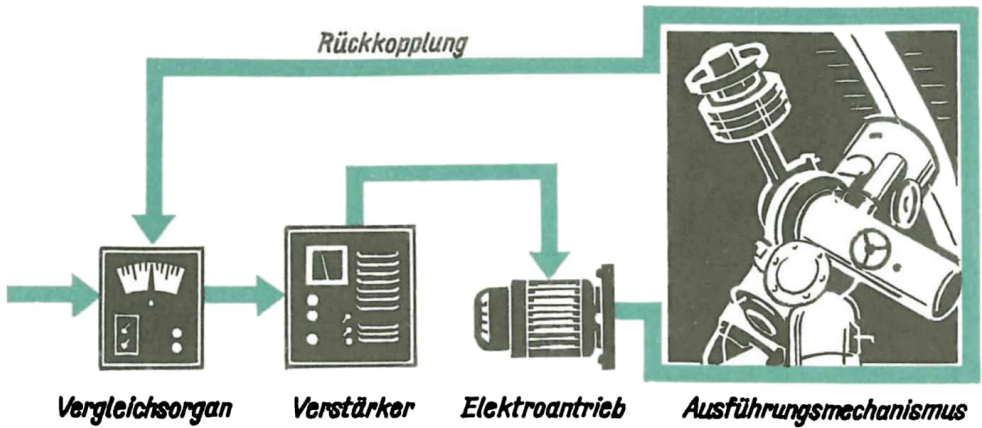 Rückkopplung
Vergleichsorgan
Verstärker
Elektroantrieb
Ausführungsmechanismus